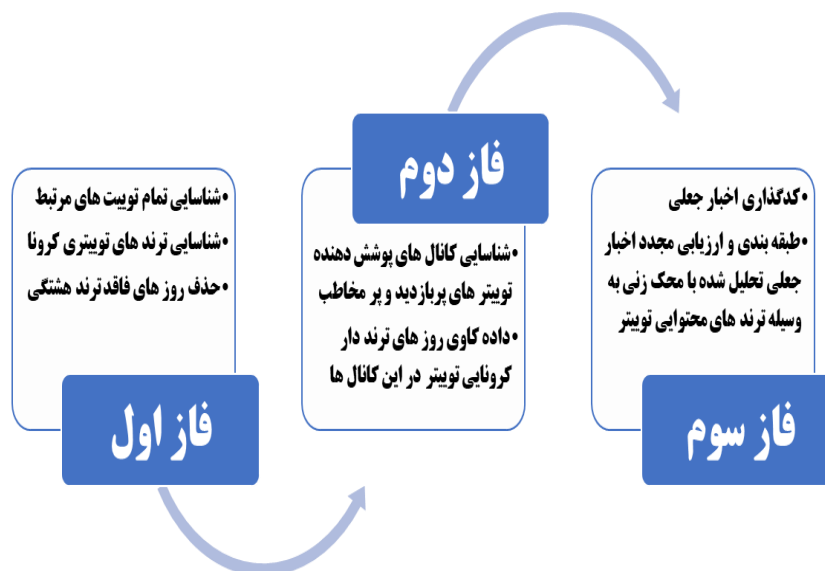 •شناسایی تمام توییت های مرتبط
•شناسایی ترند های توییتری کرونا
•حذف روز های فاقد ترند هشتگی
فاز اول
فاز دوم
•شناسایی کانال های پوشش دهنده
توییتر های پربازدید و پر مخاطب
•داده کاوی روز های ترند دار
کرونایی توییتر در این کانال ها
•کدگذاری اخبار جعلی
•طبقه بندی و ارزیابی مجدد اخبار
جعلی تحلیل شده با محک زنی به
وسیله ترند های محتوایی توییتر
فاز سوم